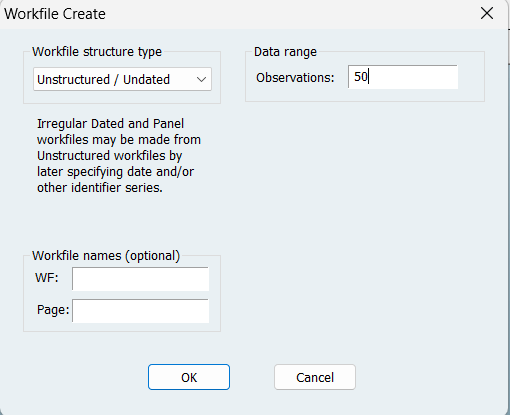 Workfile Create
Workfile structure type
Unstructured / Undated
Data range
Observations: 50
Irregular Dated and Panel
workfiles may be made from
Unstructured workfiles by
later specifying date and/or
other identifier series.
Workfile names (optional)
WF:
Page:
OK
Cancel